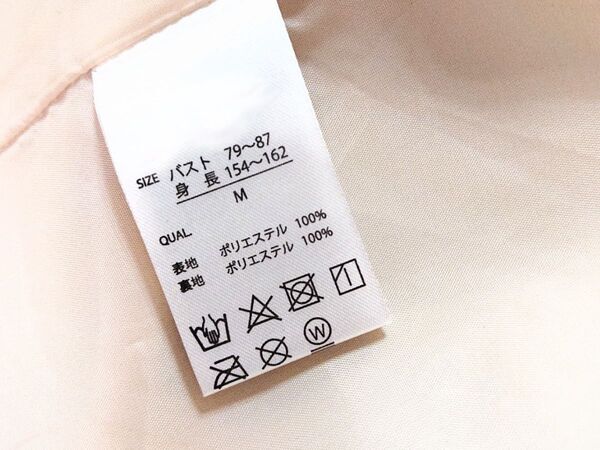 SIZE バスト 79～87
身 長 154～162
M
QUAL.
表地 ポリエステル 100%
裏地 ポリエステル 100%
W